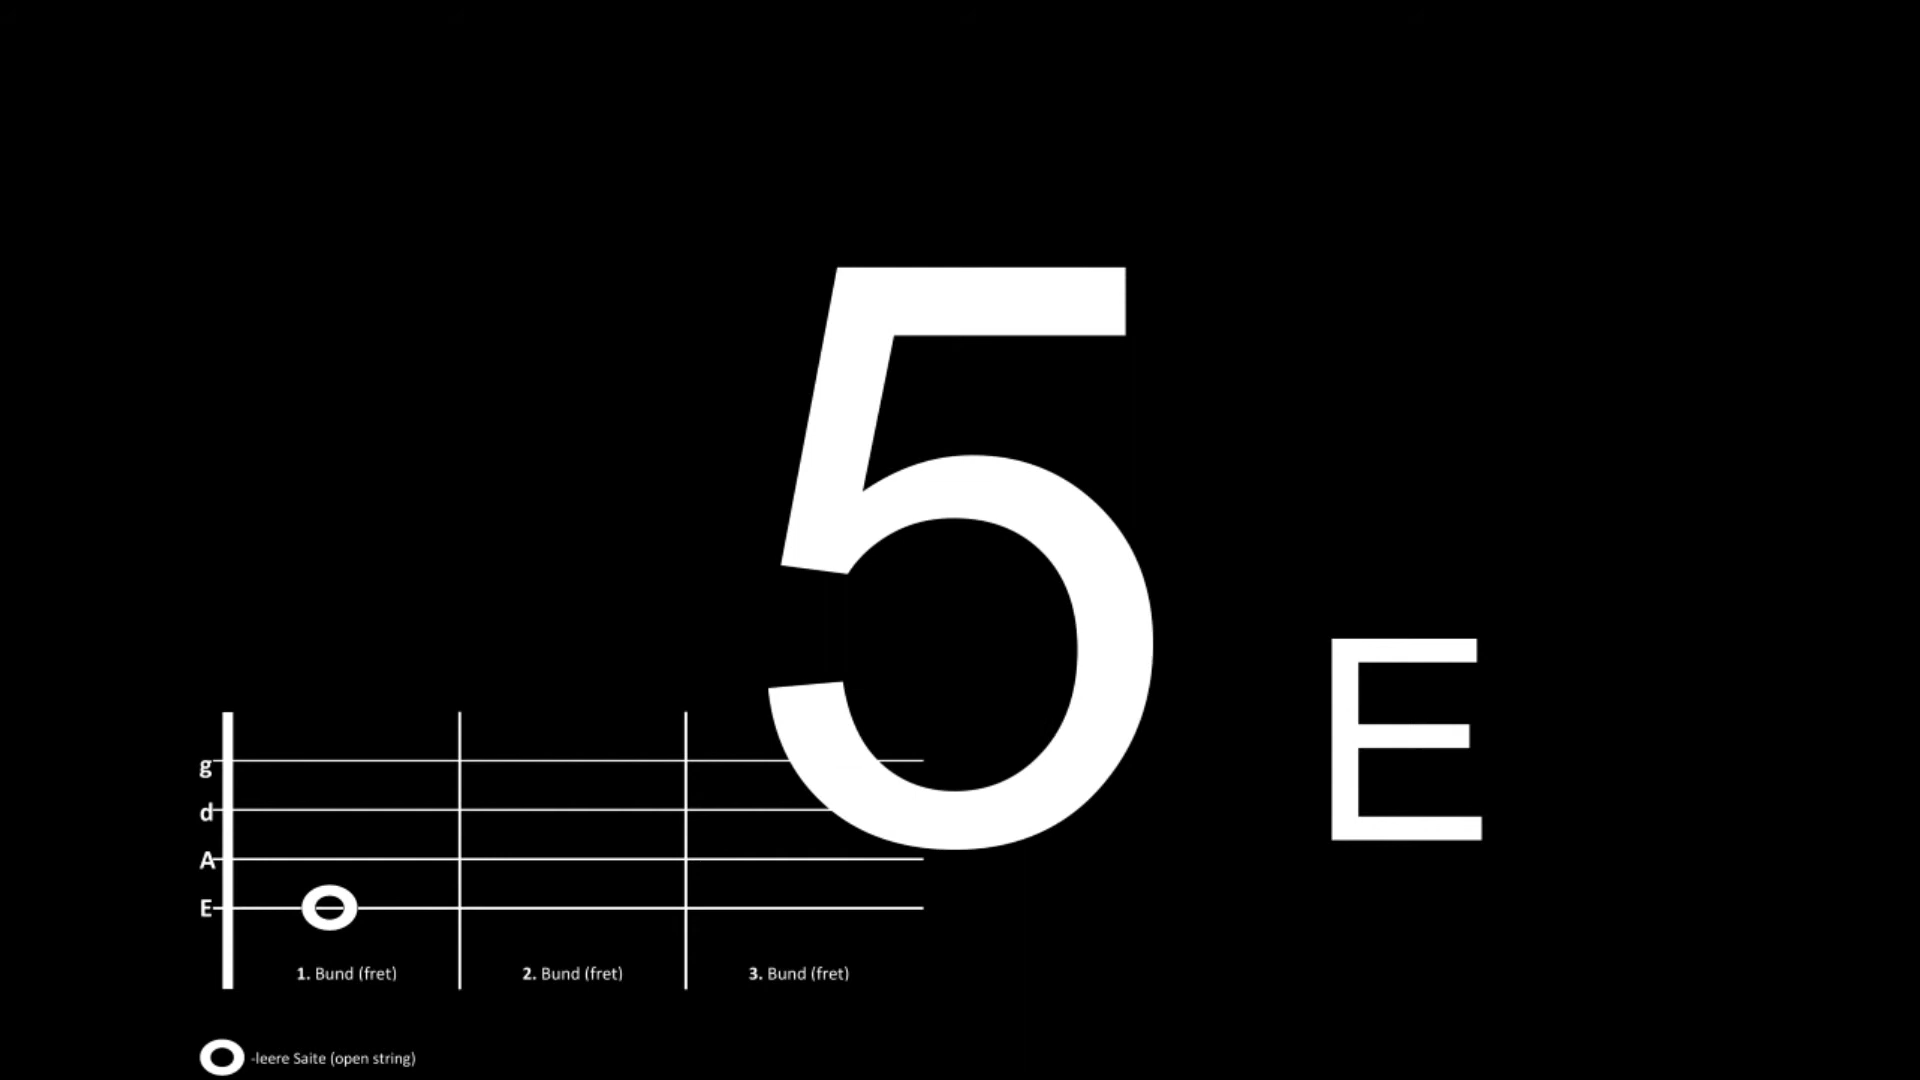 5
E
g
d
A
E
1. Bund (fret) 2. Bund (fret) 3. Bund (fret)
-leere Saite (open string)